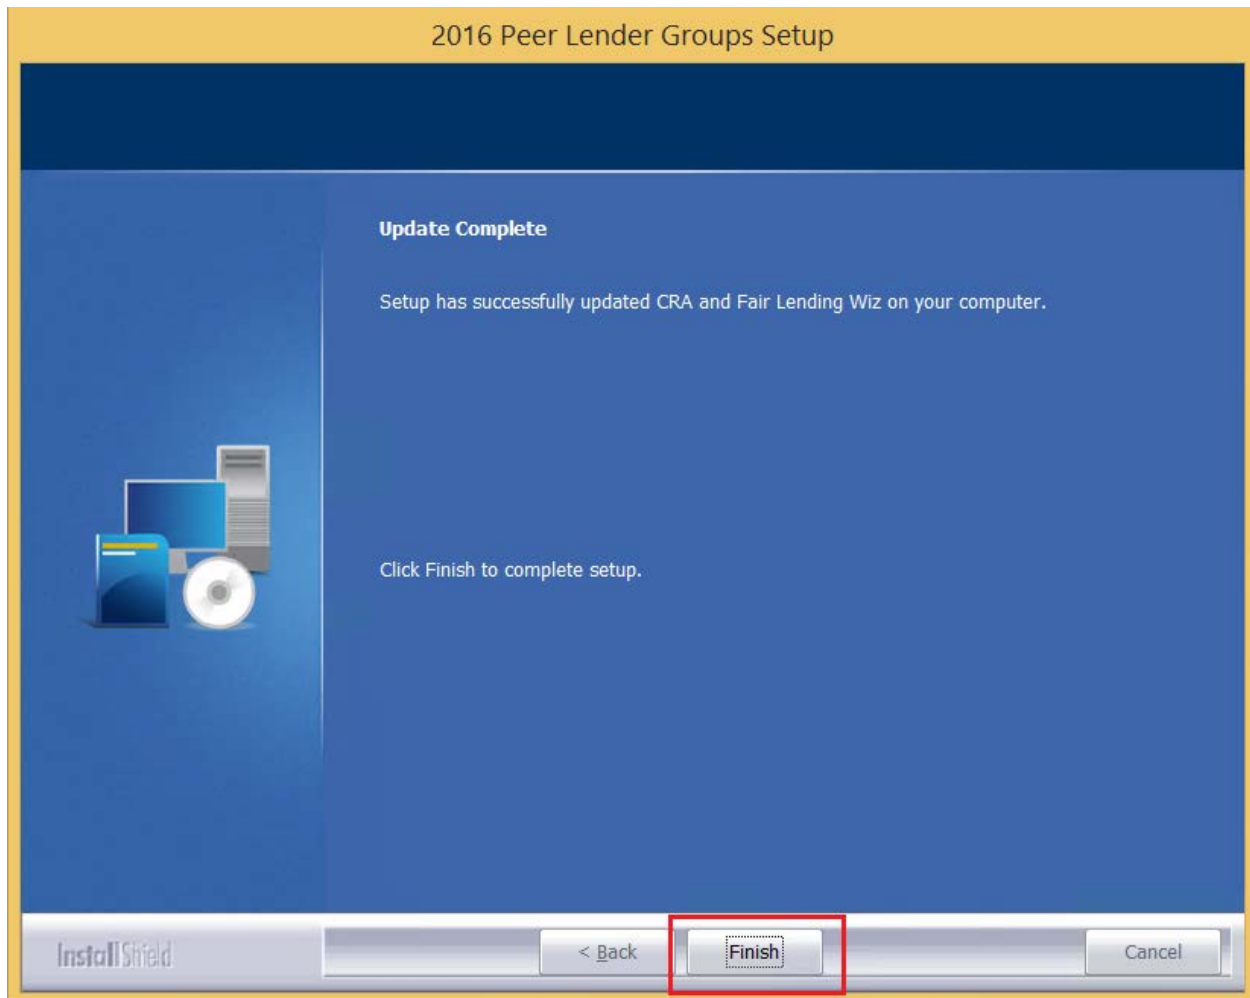 2016 Peer Lender Groups Setup
Update Complete
Setup has successfully updated CRA and Fair Lending Wiz on your computer.
Click Finish to complete setup.
InstallShield
< Back
Finish
Cancel